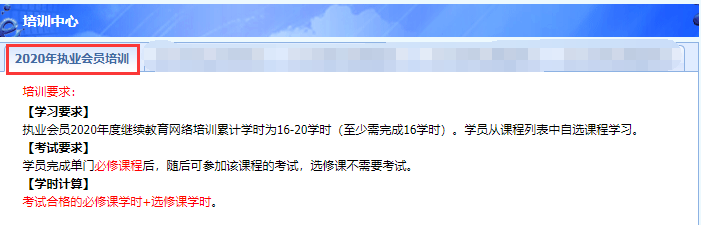 培训中心
2020年执业会员培训
培训要求:
【学习要求】
执业会员2020年度继续教育网络培训累计学时为16-20学时（至少需完成16学时）。学员从课程列表中自选课程学习。
【考试要求】
学员完成单门必修课程后，随后可参加该课程的考试，选修课不需要考试。
【学时计算】
考试合格的必修课学时+选修课学时。